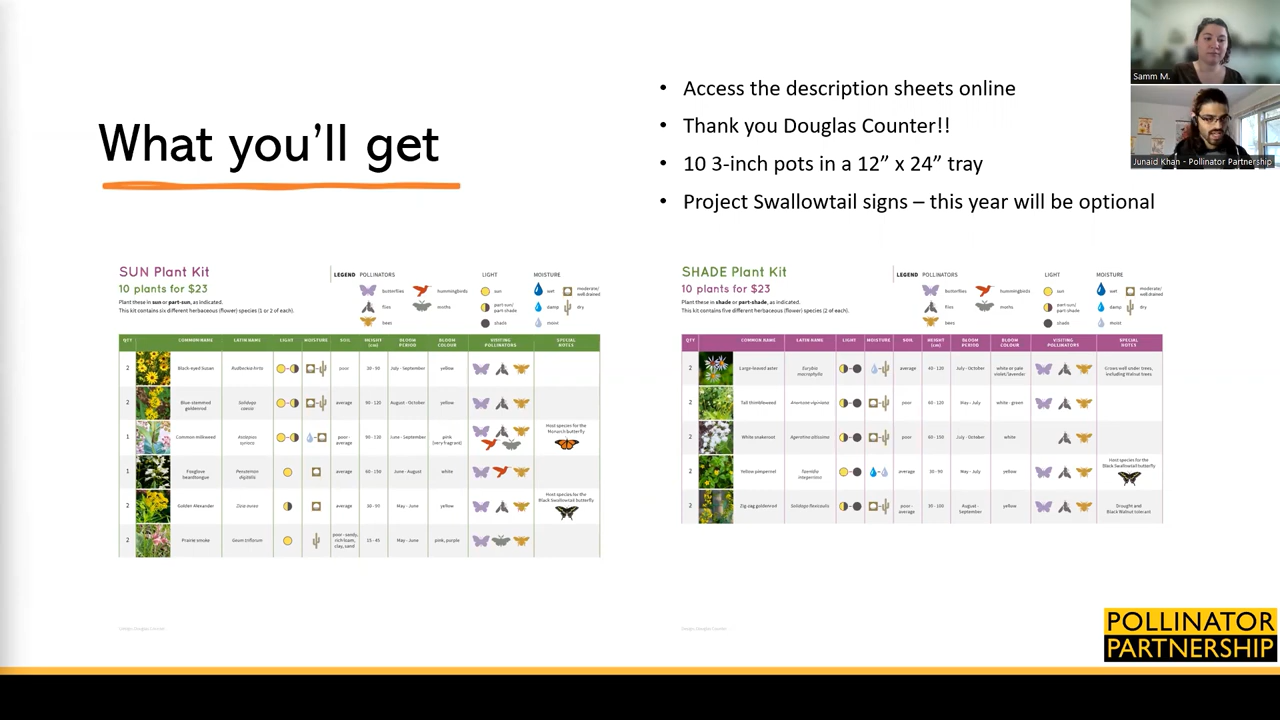 What you'll get
• Access the description sheets online
• Thank you Douglas Counter!!
• 10 3-inch pots in a 12” x 24” tray
• Project Swallowtail signs – this year will be optional
Samm M.
Junaid Khan - Pollinator Partnership
SUN Plant Kit
10 plants for $23
Plant these in sun or part-sun, as indicated.
This kit contains six different herbaceous (flower) species (1 or 2 of each).
LEGEND POLLINATORS LIGHT MOISTURE
butterflies hummingbirds sun wet moderate/ well drained
flies moths part-sun/ part-shade damp dry
bees shade moist
QTY COMMON NAME LATIN NAME LIGHT MOISTURE SOIL HEIGHT (cm) BLOOM PERIOD BLOOM COLOUR VISITING POLLINATORS SPECIAL NOTES
2 Black-eyed Susan Rudbeckia hirta poor July - September yellow
2 Blue-stemmed goldenrod Solidago caesia average 90 - 120 August - October yellow
1 Common milkweed poor - average June - September pink (very fragrant) Host species for the Monarch butterfly
1 Foxglove beardtongue Penstemon digitalis average 60 - 150 June - August white
2 Golden Alexander Zizia aurea average May - June yellow Host species for the Black Swallowtail butterfly
2 Prairie smoke Geum triflorum poor - sandy, rich loam, clay, sand 15 - 45 May - June pink, purple
SHADE Plant Kit
10 plants for $23
Plant these in shade or part-shade, as indicated.
This kit contains five different herbaceous (flower) species (2 of each).
LEGEND POLLINATORS LIGHT MOISTURE
butterflies hummingbirds sun wet moderate/ well drained
flies moths part-sun/ part-shade damp dry
bees shade moist
QTY COMMON NAME LATIN NAME LIGHT MOISTURE SOIL HEIGHT (cm) BLOOM PERIOD BLOOM COLOUR VISITING POLLINATORS SPECIAL NOTES
2 Large-leaved aster Eurybia macrophylla average 40 - 120 July - October white or pale violet/lavender Grows well under trees, including Walnut trees
2 Tall thimbleweed Anemone virginiana poor 60 - 120 May - July white - green
2 White snakeroot Ageratina altissima poor 60 - 150 July - October white
2 Yellow pimpernel Taenidia integerrima average 30 - 90 May - July yellow Host species for the Black Swallowtail butterfly
2 Zig-zag goldenrod Solidago flexicaulis poor - average 30 - 100 August - September yellow Drought and Black Walnut tolerant
Design: Douglas Counter
Design: Douglas Counter
POLLINATOR
PARTNERSHIP